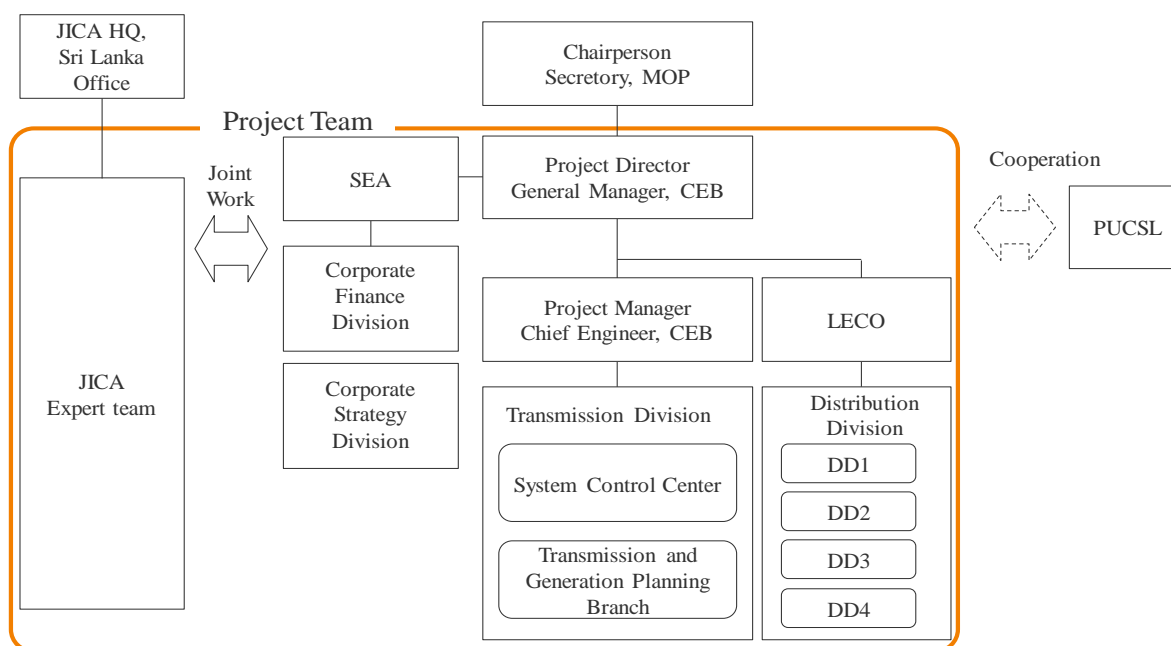 JICA HQ,
Sri Lanka
Office
Chairperson
Secretory, MOP
Project Team
Joint
Work
SEA
Project Director
General Manager, CEB
Cooperation
PUCSL
JICA
Expert team
Corporate
Finance
Division
Project Manager
Chief Engineer, CEB
LECO
Corporate
Strategy
Division
Transmission Division
System Control Center
Transmission and
Generation Planning
Branch
Distribution
Division
DD1
DD2
DD3
DD4